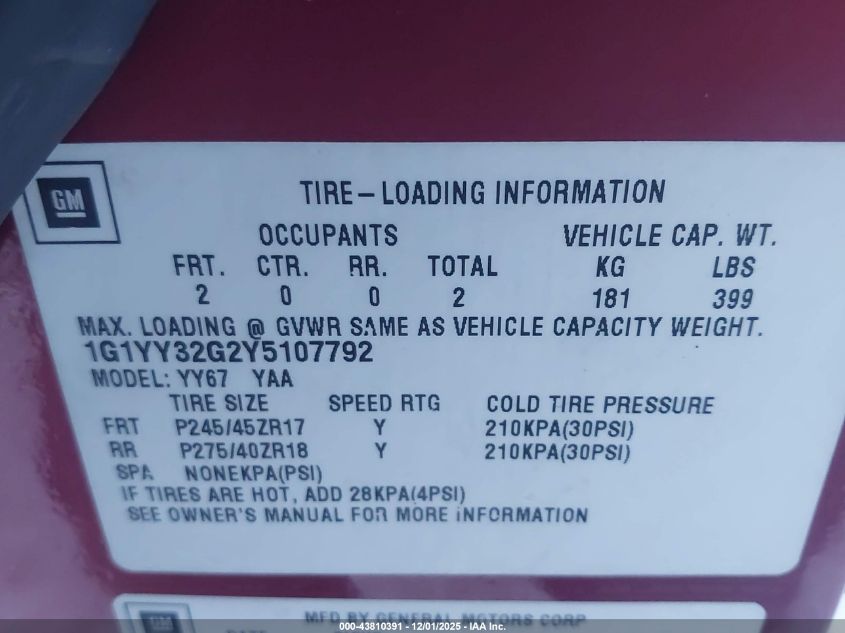 GM
TIRE-LOADING INFORMATION
OCCUPANTS VEHICLE CAP. WT.
FRT. CTR. RR. TOTAL KG LBS
2 0 0 2 181 399
MAX. LOADING @ GVWR SAME AS VEHICLE CAPACITY WEIGHT.
1G1YY32G2Y5107792
MODEL: YY67 YAA
TIRE SIZE SPEED RTG COLD TIRE PRESSURE
FRT P245/45ZR17 Y 210KPA(30PSI)
RR P275/40ZR18 Y 210KPA(30PSI)
SPA NONEKPA(PSI)
IF TIRES ARE HOT, ADD 28KPA(4PSI)
SEE OWNER'S MANUAL FOR MORE INFORMATION
GM MFD BY GENERAL MOTORS CORP
000-43810391 - 12/01/2025 - IAA Inc.